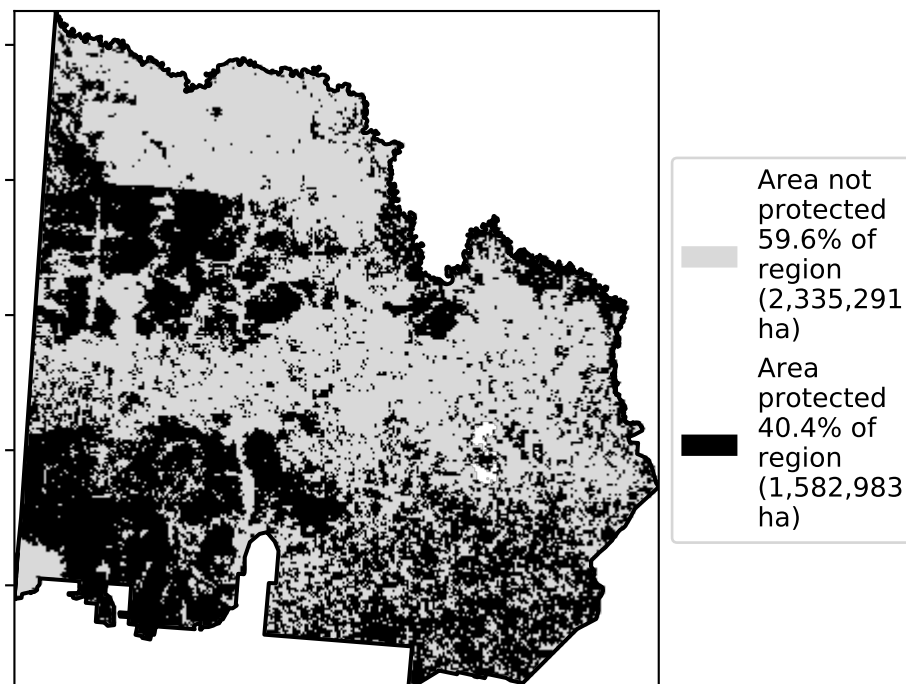 Area not
protected
59.6% of
region
(2,335,291
ha)
Area
protected
40.4% of
region
(1,582,983
ha)